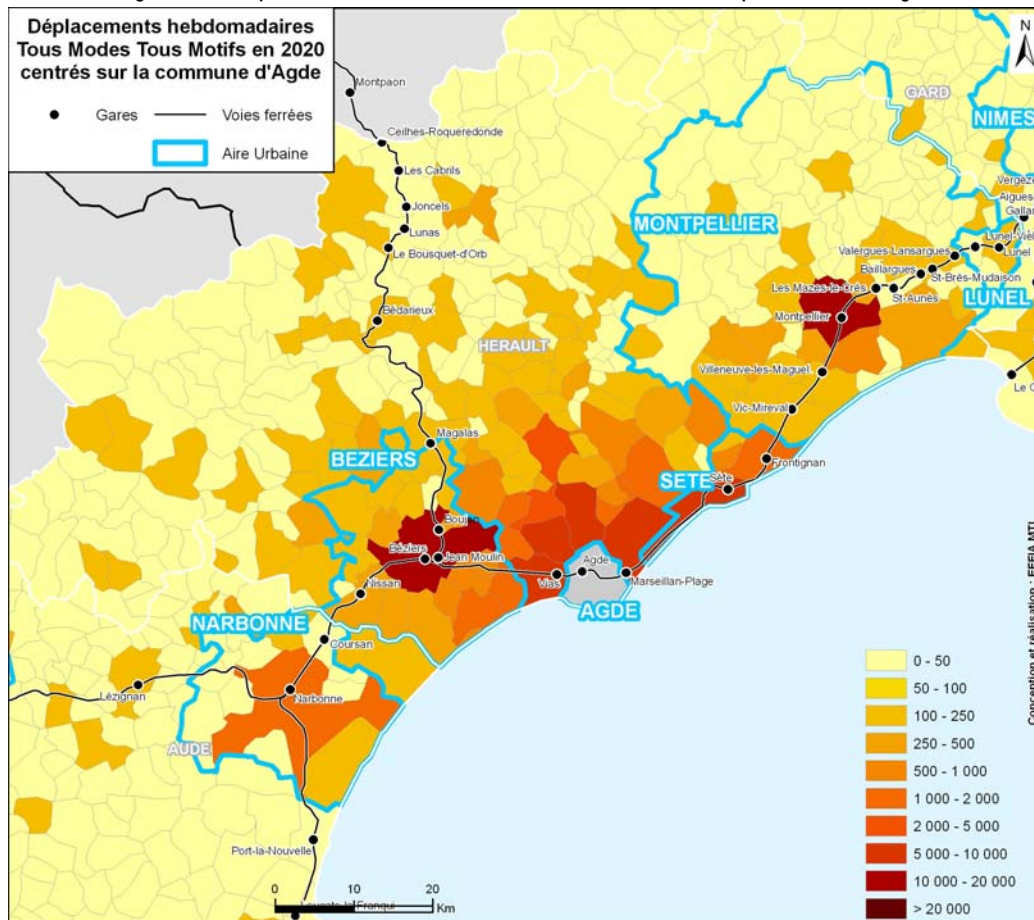 Déplacements hebdomadaires
Tous Modes Tous Motifs en 2020
centrés sur la commune d'Agde
Gares
Voies ferrées
Aire Urbaine
N
Montpaon
GARD
NIMES
Ceilhes-Roqueredonde
Les Cabrils
Joncels
Lunas
Le Bousquet-d'Orb
MONTPELLIER
Valergues-Lansargues
Lunel
Baillargues
St-Brès-Mudaison
Les Mazes-le-Crès
St-Aunès
LUNEL
Bédarieux
Montpellier
HERAULT
Villeneuve-les-Maguel.
Vic-Mireval
Magalas
BEZIERS
Frontignan
SETE
Sète
Béziers
Jean Moulin
Agde
Vias
Marseillan-Plage
Nissan
AGDE
NARBONNE
Coursan
Lézignan
Narbonne
AUDE
Port-la-Nouvelle
0 - 50
50 - 100
100 - 250
250 - 500
500 - 1 000
1 000 - 2 000
2 000 - 5 000
5 000 - 10 000
10 000 - 20 000
> 20 000
0 10 20
Km
Conception et réalisation : EFFIA MTI